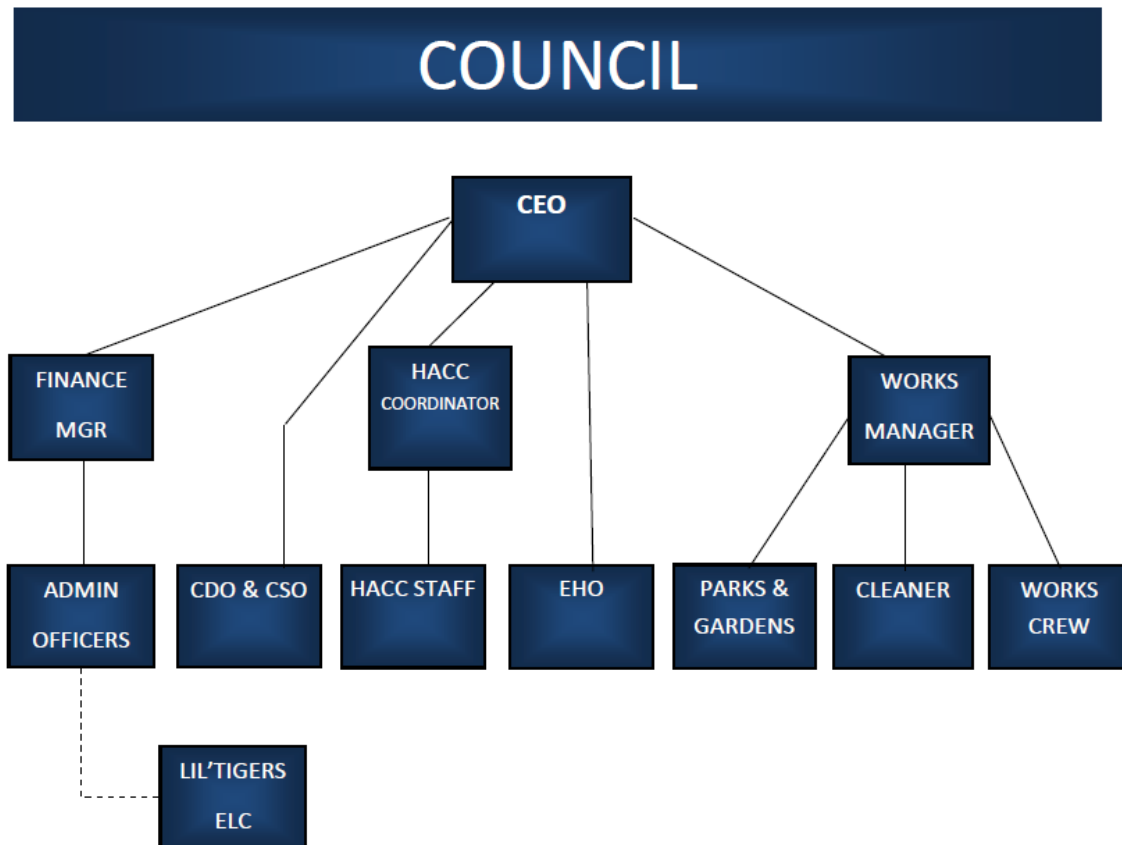 COUNCIL
CEO
FINANCE
MGR
HACC
COORDINATOR
WORKS
MANAGER
ADMIN
OFFICERS
CDO & CSO
HACC STAFF
EHO
PARKS &
GARDENS
CLEANER
WORKS
CREW
LIL’TIGERS
ELC